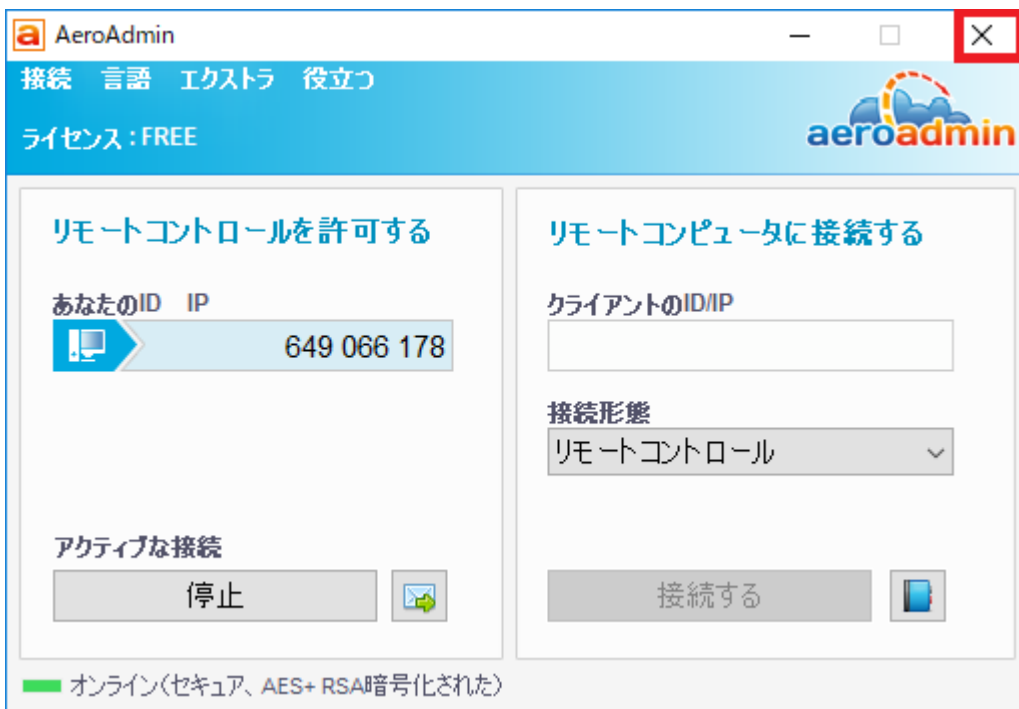 a AeroAdmin
接続 言語 エクストラ 役立つ
ライセンス:FREE
aeroadmin
リモートコントロールを許可する
あなたのID IP
649 066 178
アクティブな接続
停止
リモートコンピュータに接続する
クライアントのID/IP
接続形態
リモートコントロール
接続する
オンライン(セキュア、AES+ RSA暗号化された)